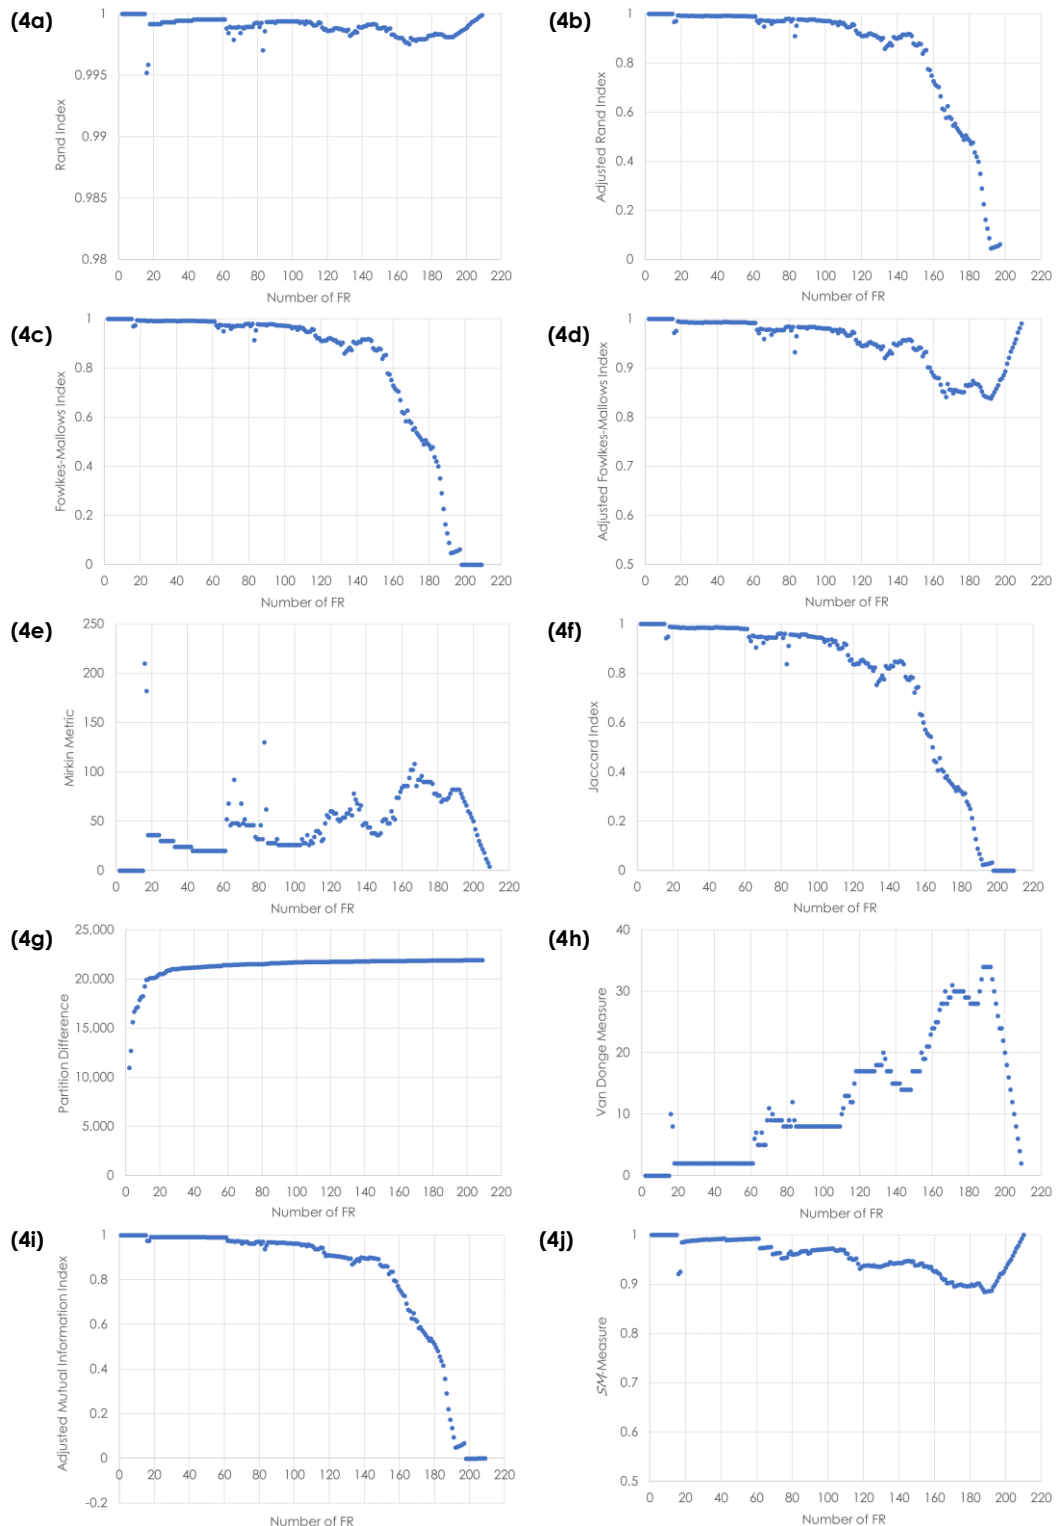 (4a)
Rand Index
1
0.995
0.99
0.985
0.98
0 20 40 60 80 100 120 140 160 180 200 220
Number of FR
(4b)
Adjusted Rand Index
1
0.8
0.6
0.4
0.2
0
0 20 40 60 80 100 120 140 160 180 200 220
Number of FR
(4c)
Fowlkes-Mallows Index
1
0.8
0.6
0.4
0.2
0
0 20 40 60 80 100 120 140 160 180 200 220
Number of FR
(4d)
Adjusted Fowlkes-Mallows Index
1
0.9
0.8
0.7
0.6
0.5
0 20 40 60 80 100 120 140 160 180 200 220
Number of FR
(4e)
Mirkin Metric
250
200
150
100
50
0
0 20 40 60 80 100 120 140 160 180 200 220
Number of FR
(4f)
Jaccard Index
1
0.8
0.6
0.4
0.2
0
0 20 40 60 80 100 120 140 160 180 200 220
Number of FR
(4g)
Partition Difference
25,000
20,000
15,000
10,000
5,000
0
0 20 40 60 80 100 120 140 160 180 200 220
Number of FR
(4h)
Van Donge Measure
40
30
20
10
0
0 20 40 60 80 100 120 140 160 180 200 220
Number of FR
(4i)
Adjusted Mutual Information Index
1
0.8
0.6
0.4
0.2
0
-0.2
0 20 40 60 80 100 120 140 160 180 200 220
Number of FR
(4j)
SM-Measure
1
0.9
0.8
0.7
0.6
0.5
0 20 40 60 80 100 120 140 160 180 200 220
Number of FR